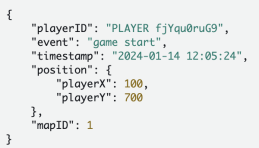 {
    "playerID": "PLAYER fjYqu0ruG9",
    "event": "game start",
    "timestamp": "2024-01-14 12:05:24",
    "position": {
        "playerX": 100,
        "playerY": 700
    },
    "mapID": 1
}